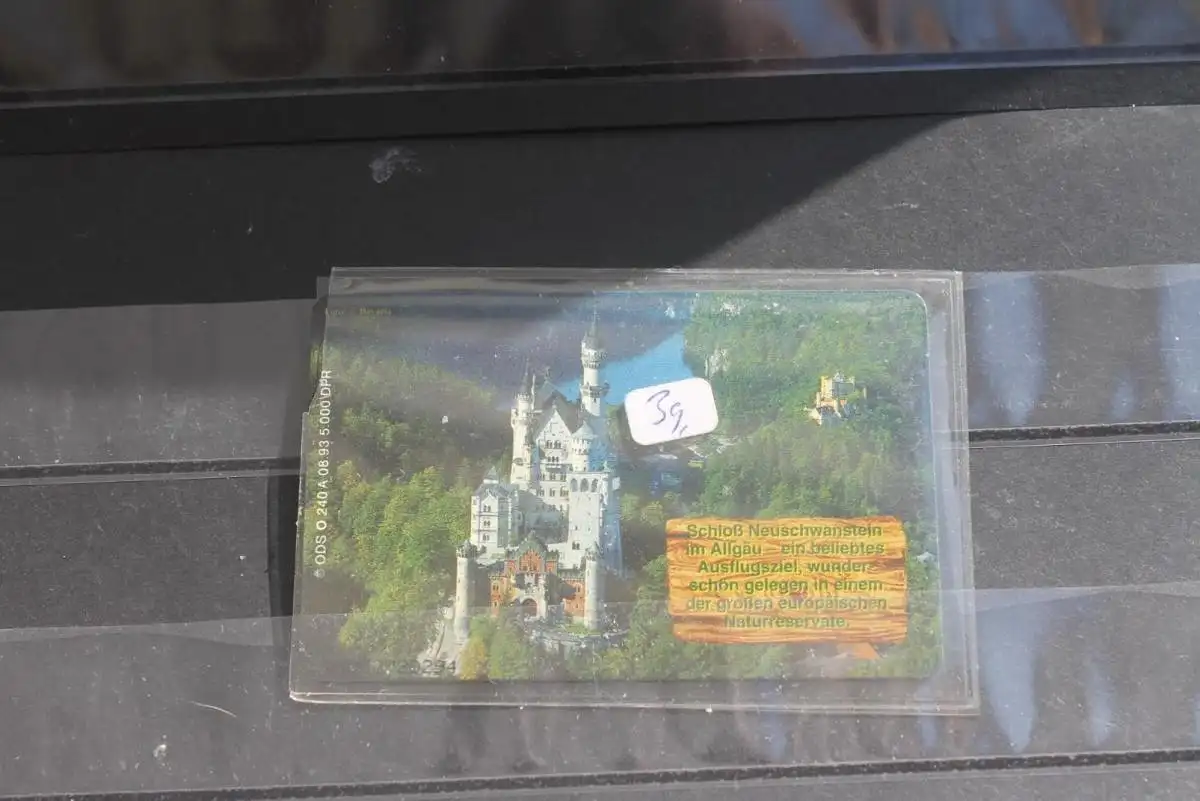 ODS O 240 A 08.93 5.000 DPR
39,
Schloß Neuschwanstein
im Allgäu – ein beliebtes
Ausflugsziel, wunder-
schön gelegen in einem
der großen europäischen
Naturreservate.